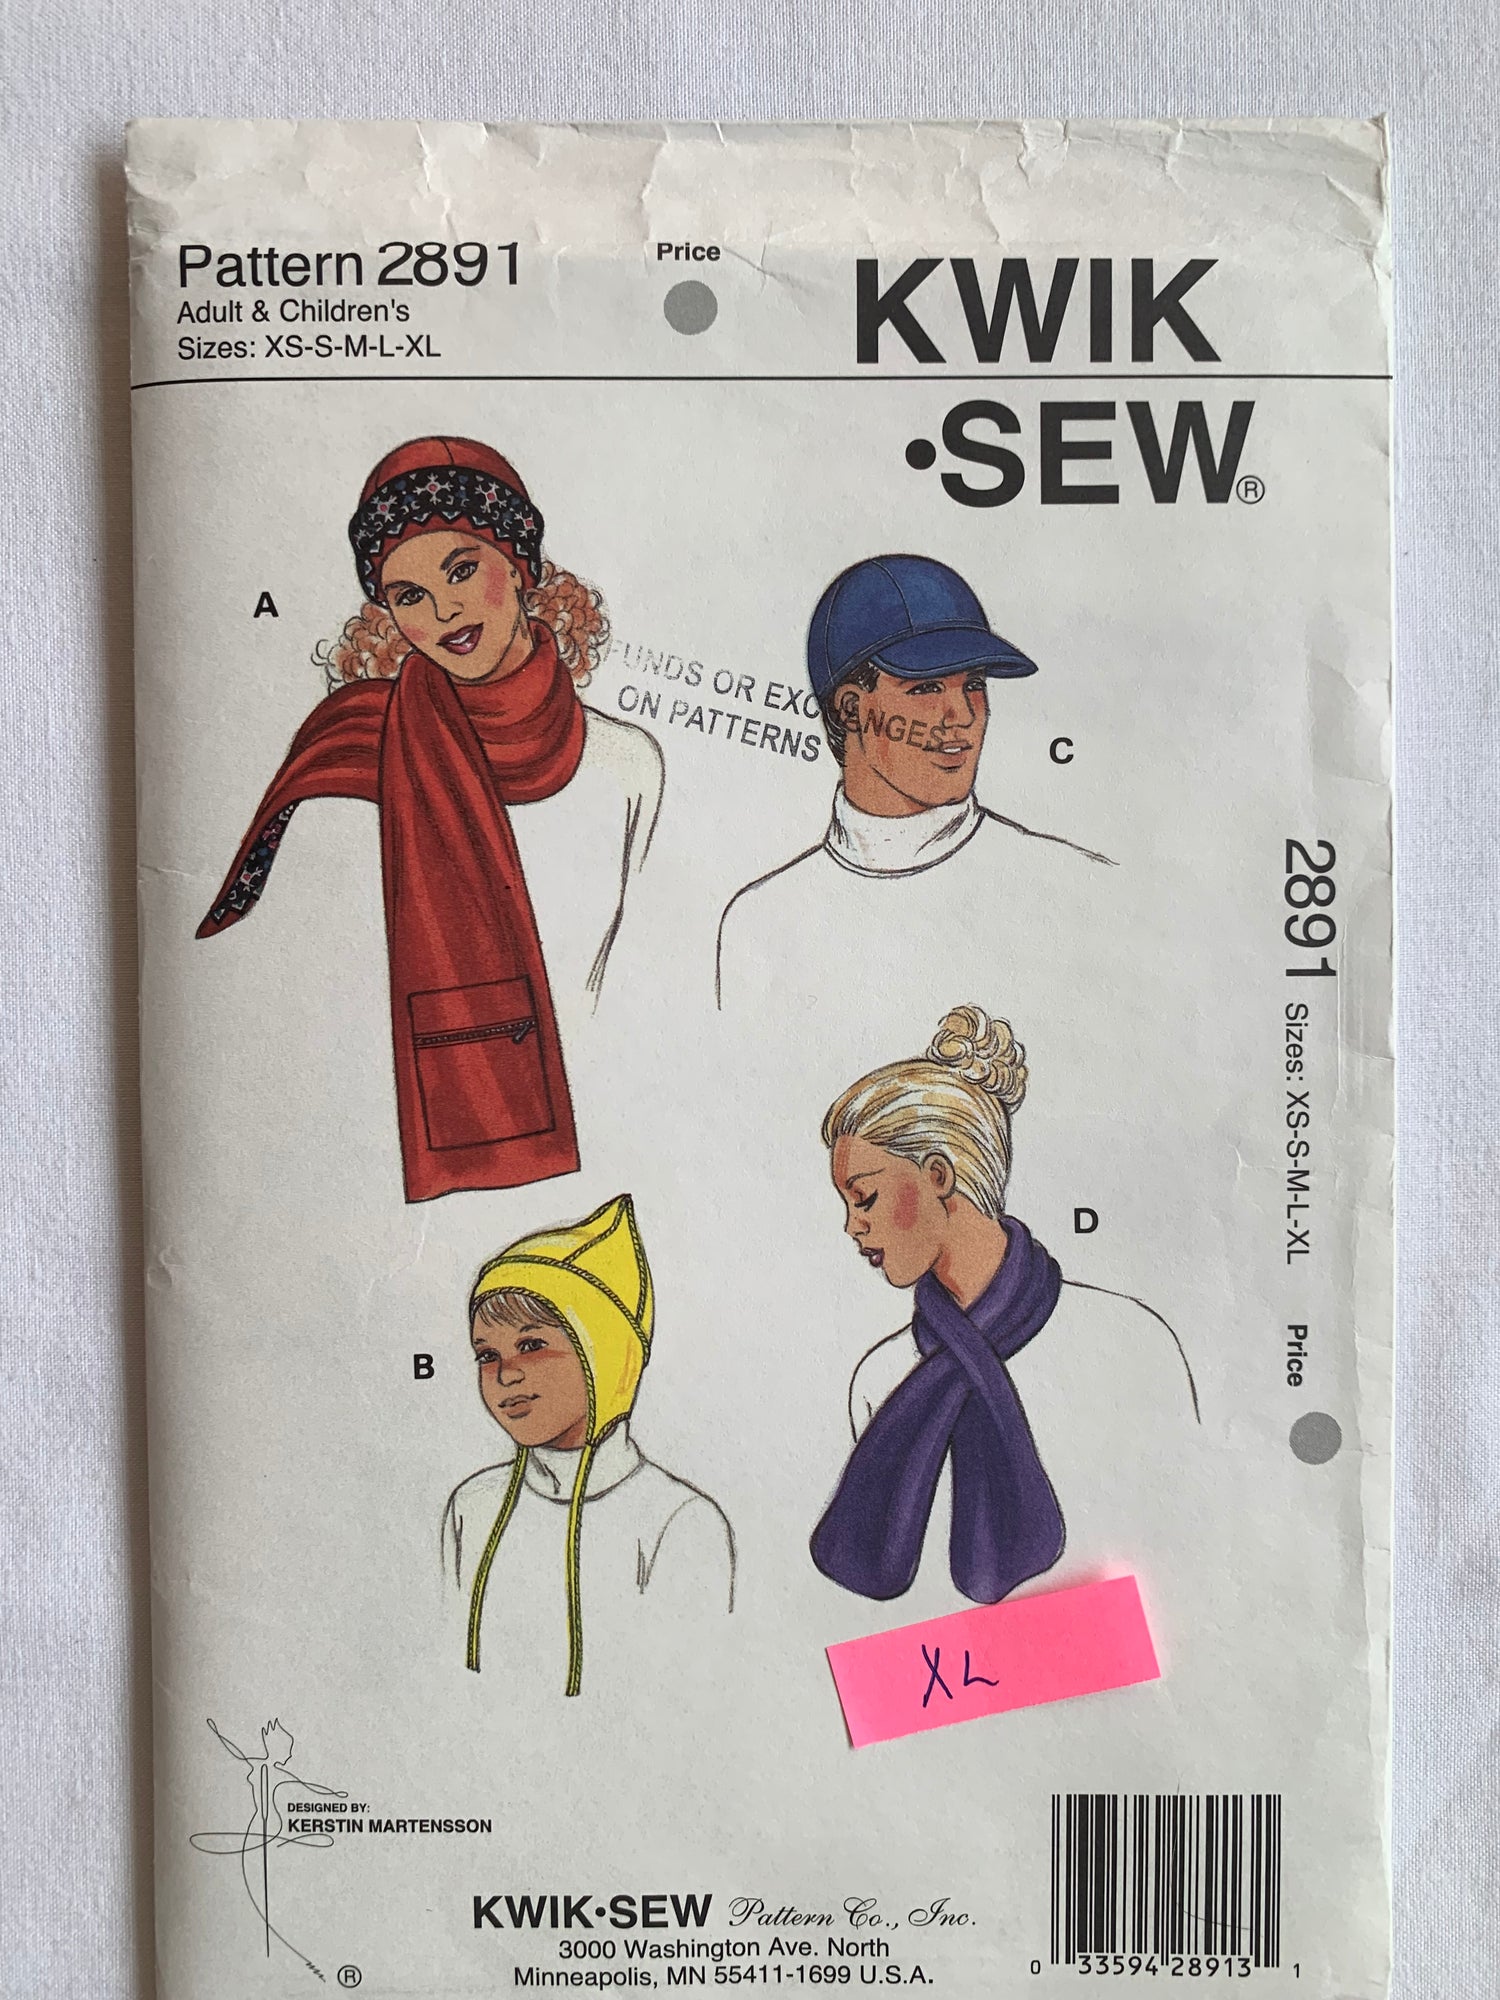 Pattern 2891
Adult & Children's
Sizes: XS-S-M-L-XL
Price
KWIK
•SEW®
A
FUNDS OR EXCHANGES
ON PATTERNS
C
2891 Sizes: XS-S-M-L-XL Price
D
B
XL
DESIGNED BY:
KERSTIN MARTENSSON
®
KWIK•SEW Pattern Co., Inc.
3000 Washington Ave. North
Minneapolis, MN 55411-1699 U.S.A.
0 33594 28913 1